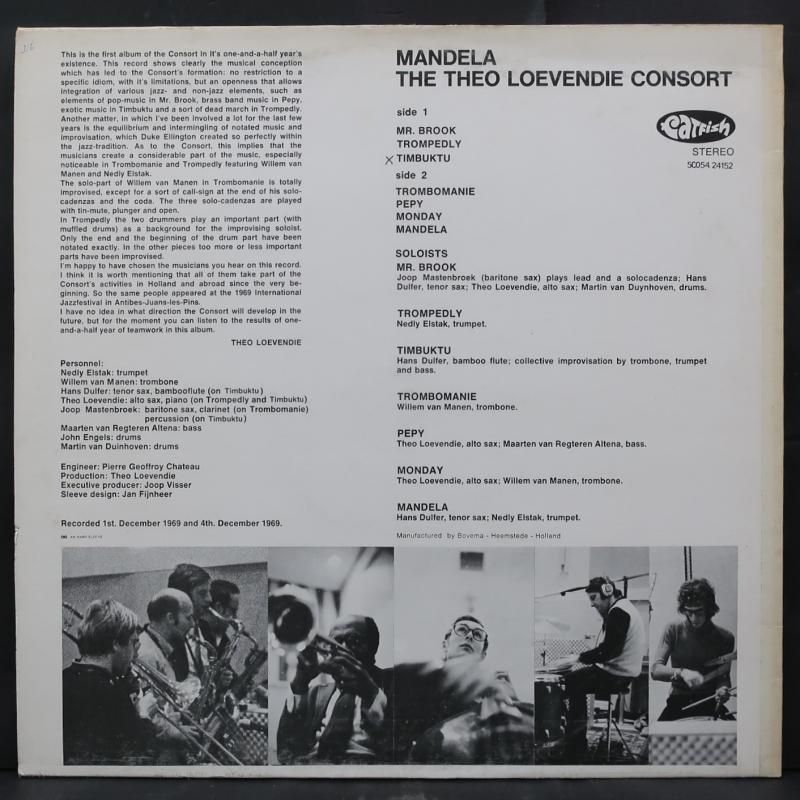 This is the first album of the Consort in it's one-and-a-half year's
existence. This record shows clearly the musical conception
which has led to the Consort's formation: no restriction to a
specific idiom, with it's limitations, but an openness that allows
integration of various jazz- and non-jazz elements, such as
elements of pop-music in Mr. Brook, brass band music in Pepy,
exotic music in Timbuktu and a sort of dead march in Trompedly.
Another matter, in which I've been involved a lot for the last few
years is the equilibrium and intermingling of notated music and
improvisation, which Duke Ellington created so perfectly within
the jazz-tradition. As to the Consort, this implies that the
musicians create a considerable part of the music, especially
noticeable in Trombomanie and Trompedly featuring Willem van
Manen and Nedly Elstak.
The solo-part of Willem van Manen in Trombomanie is totally
improvised, except for a sort of call-sign at the end of his solo-
cadenzas and the coda. The three solo-cadenzas are played
with tin-mute, plunger and open.
In Trompedly the two drummers play an important part (with
muffled drums) as a background for the improvising soloist.
Only the end and the beginning of the drum part have been
notated exactly. In the other pieces too more or less important
parts have been improvised.
I'm happy to have chosen the musicians you hear on this record.
I think it is worth mentioning that all of them take part of the
Consort's activities in Holland and abroad since the very be-
ginning. So the same people appeared at the 1969 International
Jazzfestival in Antibes-Juans-les-Pins.
I have no idea in what direction the Consort will develop in the
future, but for the moment you can listen to the results of one-
and-a-half year of teamwork in this album.
THEO LOEVENDIE
Personnel:
Nedly Elstak: trumpet
Willem van Manen: trombone
Hans Dulfer: tenor sax, bambooflute (on Timbuktu)
Theo Loevendie: alto sax, piano (on Trompedly and Timbuktu)
Joop Mastenbroek: baritone sax, clarinet (on Trombomanie)
percussion (on Timbuktu)
Maarten van Regteren Altena: bass
John Engels: drums
Martin van Duinhoven: drums
Engineer: Pierre Geoffroy Chateau
Production: Theo Loevendie
Executive producer: Joop Visser
Sleeve design: Jan Fijnheer
Recorded 1st. December 1969 and 4th. December 1969.
MANDELA
THE THEO LOEVENDIE CONSORT
side 1
MR. BROOK
TROMPEDLY
X TIMBUKTU
side 2
TROMBOMANIE
PEPY
MONDAY
MANDELA
Catfish
STEREO
5C054.24152
SOLOISTS
MR. BROOK
Joop Mastenbroek (baritone sax) plays lead and a solocadenza; Hans
Dulfer, tenor sax; Theo Loevendie, alto sax; Martin van Duynhoven, drums.
TROMPEDLY
Nedly Elstak, trumpet.
TIMBUKTU
Hans Dulfer, bamboo flute; collective improvisation by trombone, trumpet
and bass.
TROMBOMANIE
Willem van Manen, trombone.
PEPY
Theo Loevendie, alto sax; Maarten van Regteren Altena, bass.
MONDAY
Theo Loevendie, alto sax; Willem van Manen, trombone.
MANDELA
Hans Dulfer, tenor sax; Nedly Elstak, trumpet.
Manufactured by Bovema - Heemstede - Holland